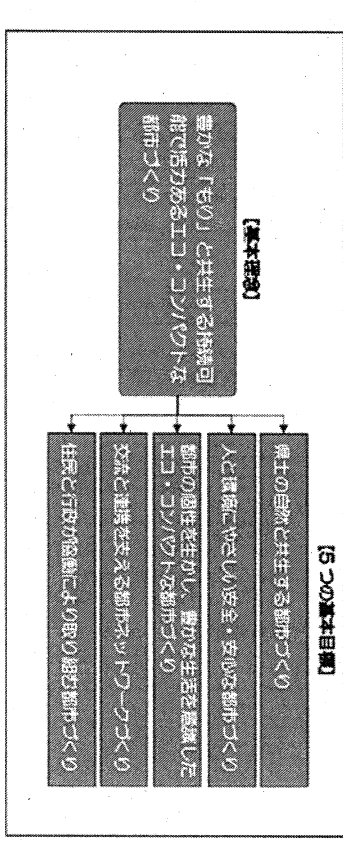 【基本理念】
豊かな「もり」と共生する持続可
能で活力あるエコ・コンパクトな
都市づくり
【5つの基本目標】
県土の自然と共生する都市づくり
人と環境にやさしい安全・安心な都市づくり
都市の個性を生かし、豊かな生活を意識した
エコ・コンパクトな都市づくり
交流と連携を支える都市ネットワークづくり
住民と行政が協働により取り組む都市づくり